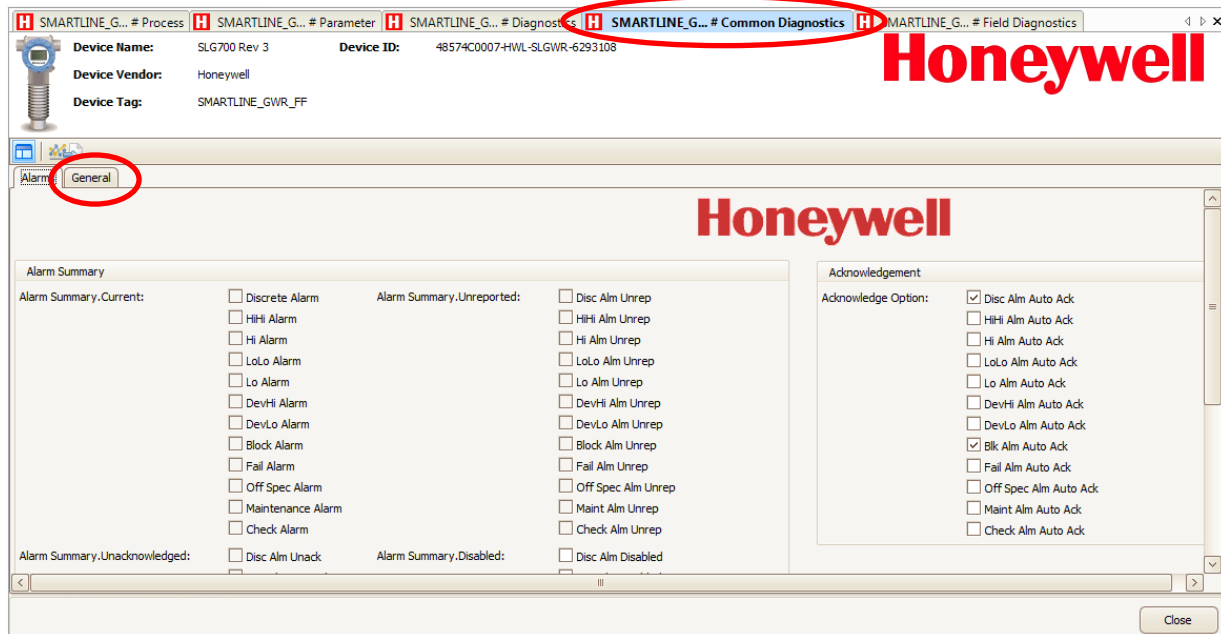 SMARTLINE_G... # Process SMARTLINE_G... # Parameter SMARTLINE_G... # Diagnostics SMARTLINE_G... # Common Diagnostics SMARTLINE_G... # Field Diagnostics
Device Name: SLG700 Rev 3 Device ID: 48574C0007-HWL-SLGWR-6293108
Honeywell
Device Vendor: Honeywell
Device Tag: SMARTLINE_GWR_FF
Alarm General
Honeywell
Alarm Summary Acknowledgement
Alarm Summary.Current: Discrete Alarm Alarm Summary.Unreported: Disc Alm Unrep Acknowledge Option: Disc Alm Auto Ack
HiHi Alarm HiHi Alm Unrep HiHi Alm Auto Ack
Hi Alarm Hi Alm Unrep Hi Alm Auto Ack
LoLo Alarm LoLo Alm Unrep LoLo Alm Auto Ack
Lo Alarm Lo Alm Unrep Lo Alm Auto Ack
DevHi Alarm DevHi Alm Unrep DevHi Alm Auto Ack
DevLo Alarm DevLo Alm Unrep DevLo Alm Auto Ack
Block Alarm Block Alm Unrep Blk Alm Auto Ack
Fail Alarm Fail Alm Unrep Fail Alm Auto Ack
Off Spec Alarm Off Spec Alm Unrep Off Spec Alm Auto Ack
Maintenance Alarm Maint Alm Unrep Maint Alm Auto Ack
Check Alarm Check Alm Unrep Check Alm Auto Ack
Alarm Summary.Unacknowledged: Disc Alm Unack Alarm Summary.Disabled: Disc Alm Disabled
Close